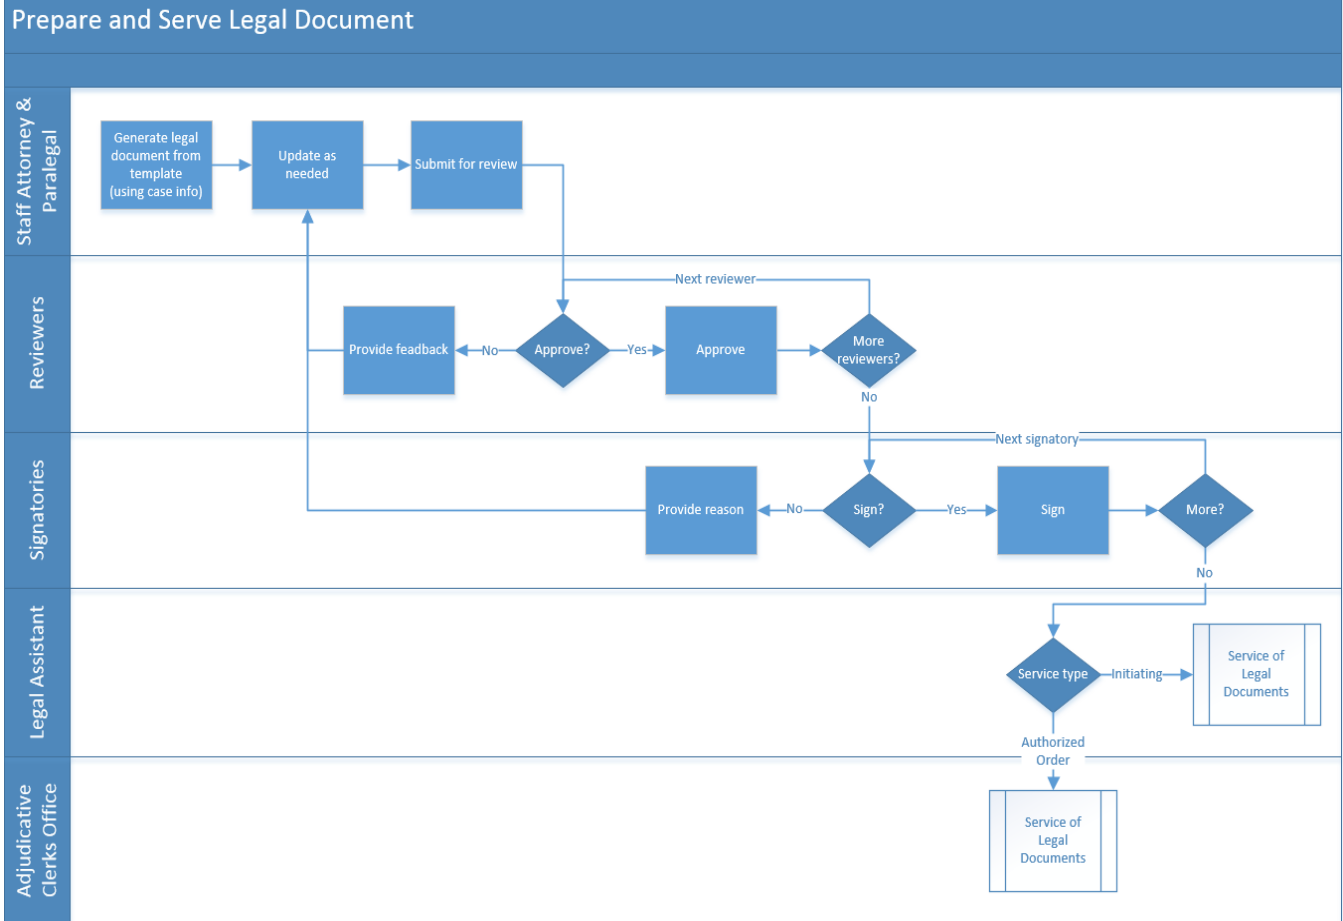 Prepare and Serve Legal Document
Staff Attorney &
Paralegal
Generate legal
document from
template
(using case info)
Update as
needed
Submit for review
Reviewers
Next reviewer
Provide feadback
No
Approve?
Yes
Approve
More
reviewers?
No
Signatories
Next signatory
Provide reason
No
Sign?
Yes
Sign
More?
No
Legal Assistant
Service type
Initiating
Service of
Legal
Documents
Authorized
Order
Adjudicative
Clerks Office
Service of
Legal
Documents